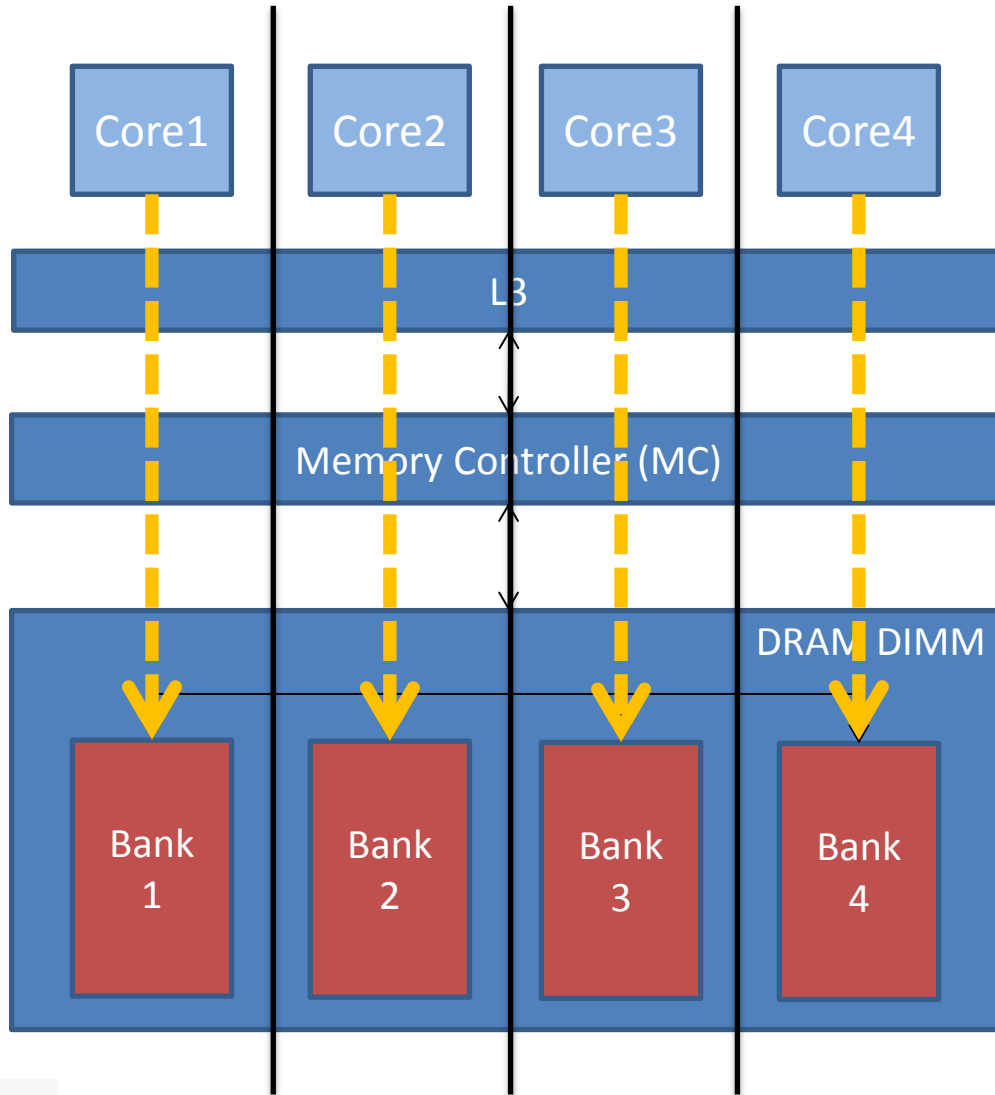 Core1
Core2
Core3
Core4
L3
Memory Controller (MC)
DRAM DIMM
Bank
1
Bank
2
Bank
3
Bank
4